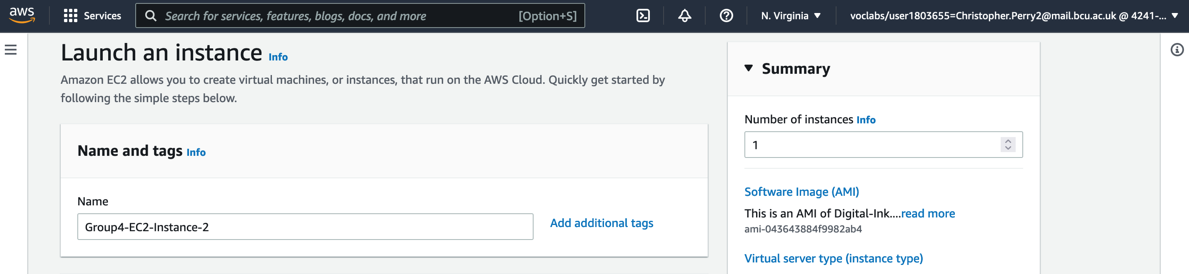 aws
Services
Search for services, features, blogs, docs, and more
[Option+S]
N. Virginia
voclabs/user1803655=Christopher.Perry2@mail.bcu.ac.uk @ 4241-...
Launch an instance Info
Amazon EC2 allows you to create virtual machines, or instances, that run on the AWS Cloud. Quickly get started by
following the simple steps below.
Name and tags Info
Name
Group4-EC2-Instance-2
Add additional tags
Summary
Number of instances Info
1
Software Image (AMI)
This is an AMI of Digital-Ink....read more
ami-043643884f9982ab4
Virtual server type (instance type)